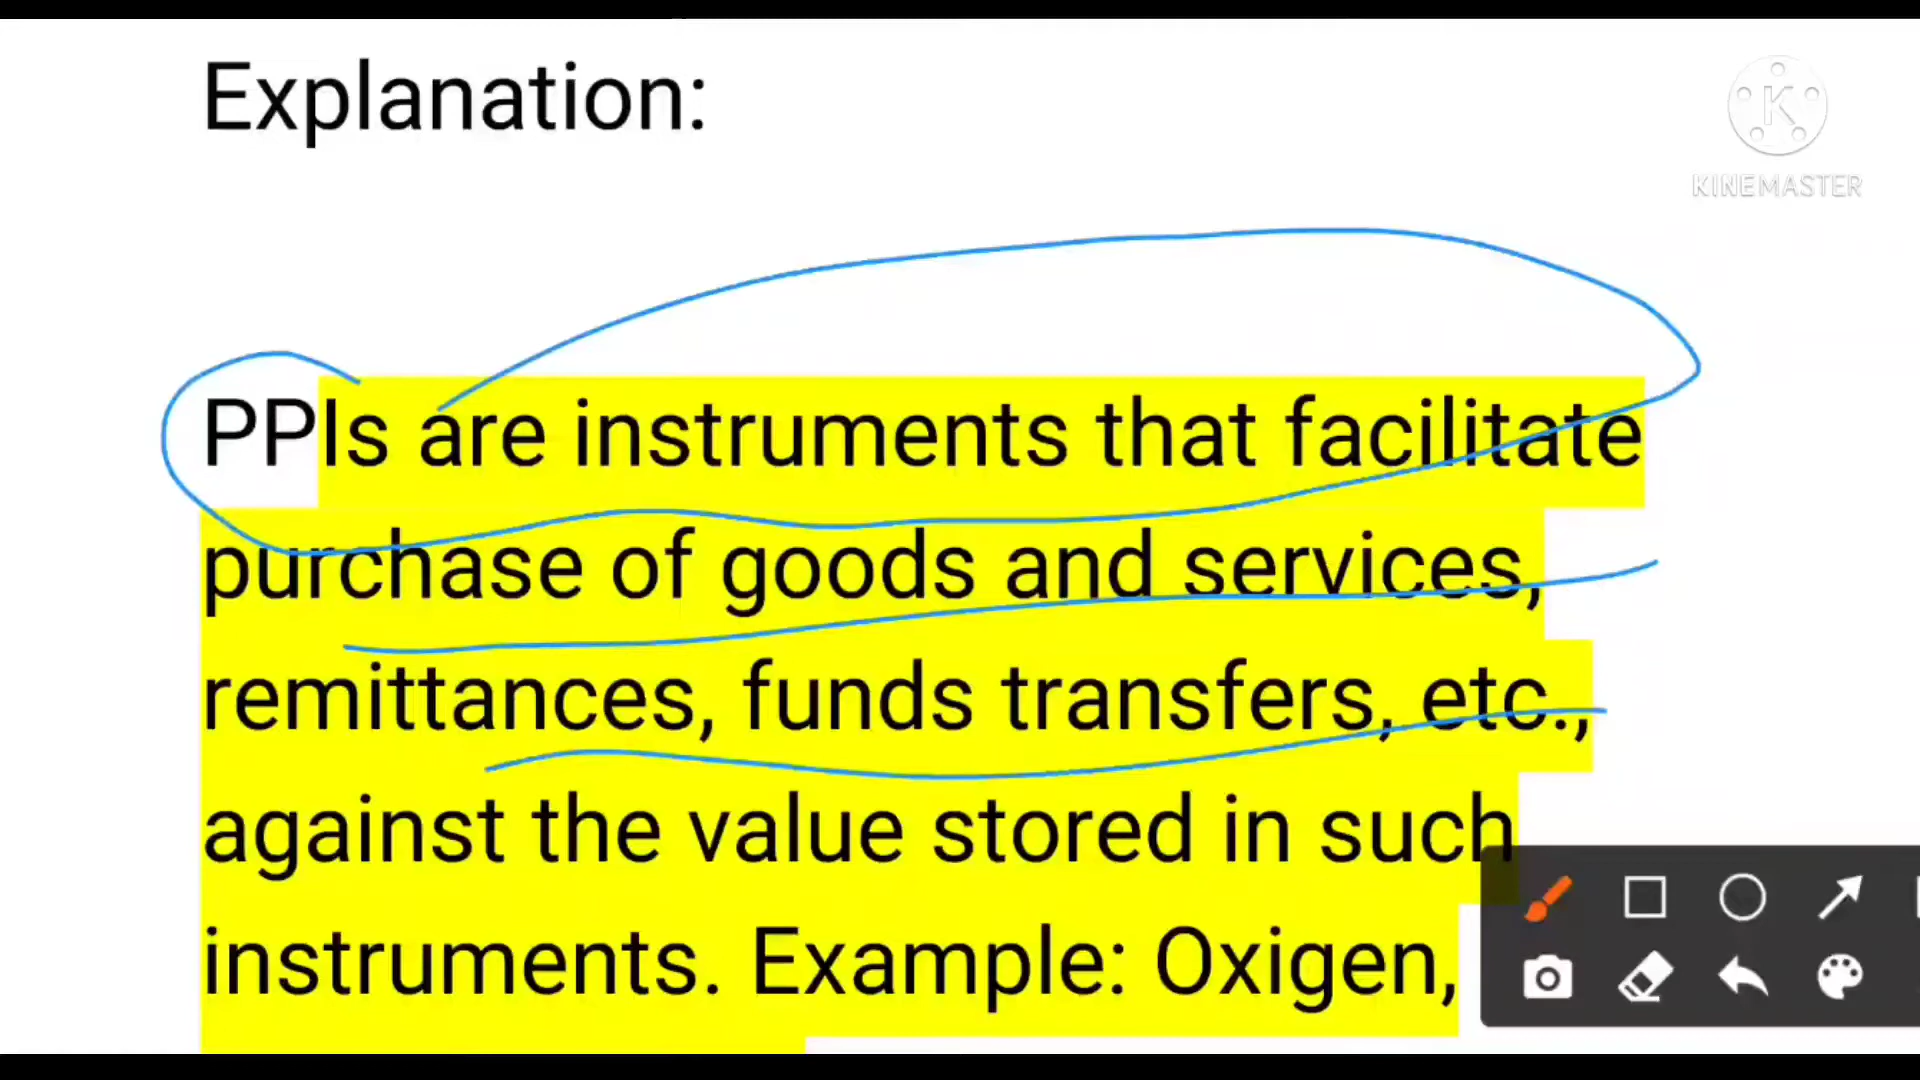 Explanation:
K
KINEMASTER
PPIs are instruments that facilitate
purchase of goods and services,
remittances, funds transfers, etc.,
against the value stored in such
instruments. Example: Oxigen,